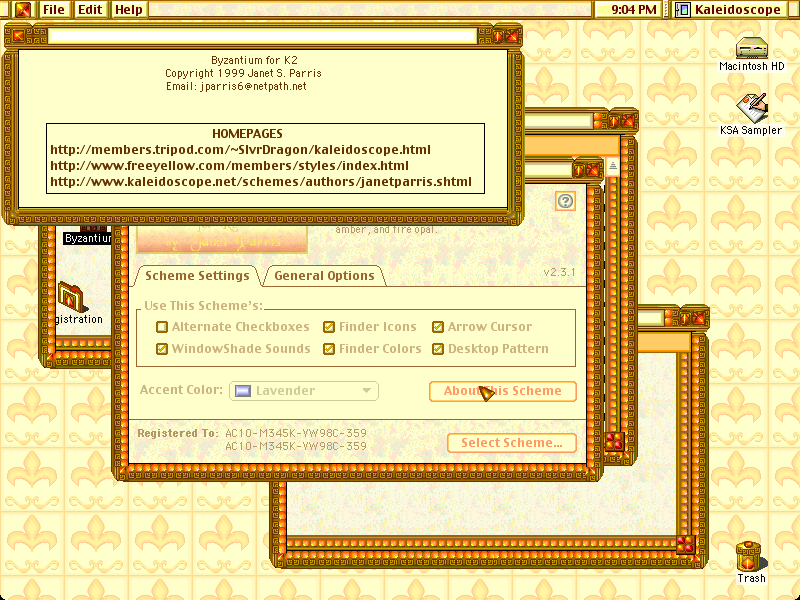 File Edit Help
9:04 PM
Kaleidoscope
Byzantium for K2
Copyright 1999 Janet S. Parris
Email: jparris6@netpath.net
HOMEPAGES
http://members.tripod.com/~SlvrDragon/kaleidoscope.html
http://www.freeyellow.com/members/styles/index.html
http://www.kaleidoscope.net/schemes/authors/janetparris.shtml
Macintosh HD
KSA Sampler
Byzantium
by Janet Parris
amber, and fire opal.
v2.3.1
Scheme Settings
General Options
Use This Scheme's:
Alternate Checkboxes
Finder Icons
Arrow Cursor
WindowShade Sounds
Finder Colors
Desktop Pattern
gistration
Accent Color:
Lavender
About This Scheme
Registered To: AC10-M345K-YW98C-359
AC10-M345K-YW98C-359
Select Scheme...
Trash